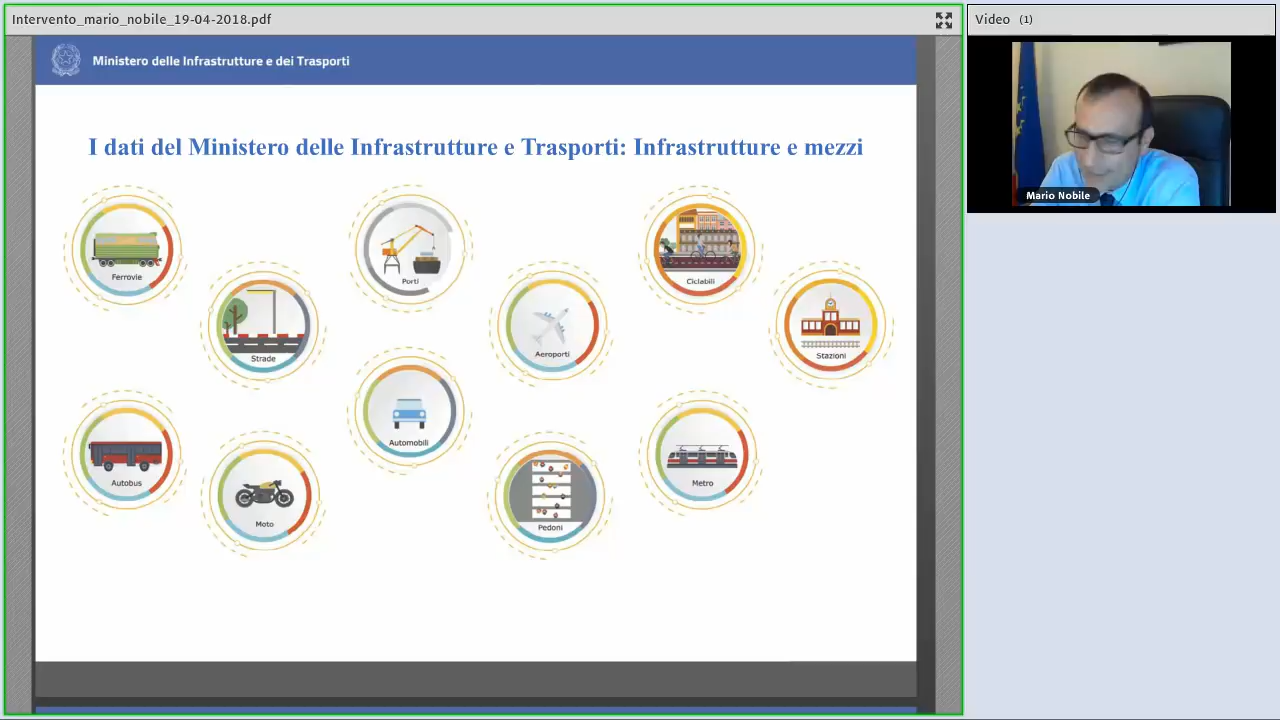 Intervento_mario_nobile_19-04-2018.pdf
Video (1)
Ministero delle Infrastrutture e dei Trasporti
I dati del Ministero delle Infrastrutture e Trasporti: Infrastrutture e mezzi
Mario Nobile
Ferrovie
Porti
Ciclabili
Strade
Aeroporti
Stazioni
Automobili
Autobus
Metro
Moto
Pedoni